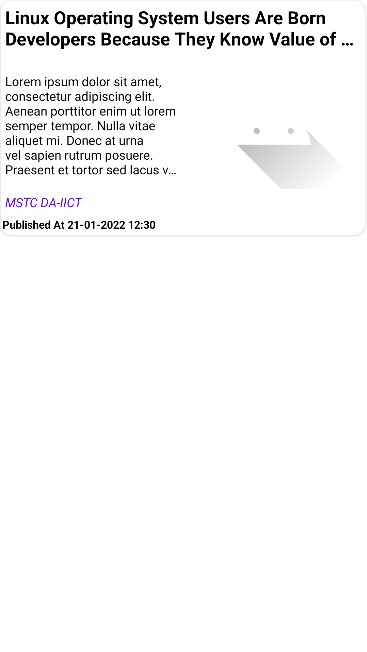 Linux Operating System Users Are Born
Developers Because They Know Value of ...
Lorem ipsum dolor sit amet,
consectetur adipiscing elit.
Aenean porttitor enim ut lorem
semper tempor. Nulla vitae
aliquet mi. Donec at urna
vel sapien rutrum posuere.
Praesent et tortor sed lacus v...
MSTC DA-IICT
Published At 21-01-2022 12:30